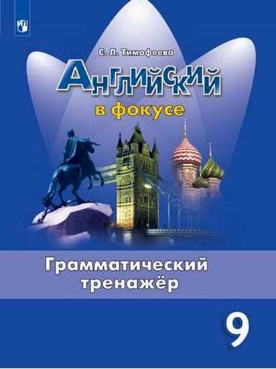 С. Л. Тимофеева
Английский
в фокусе
Грамматический
тренажёр
9